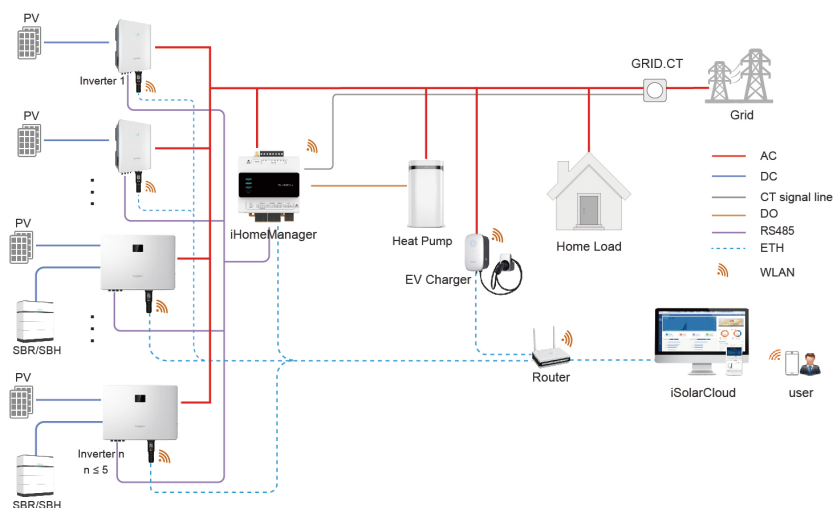 PV
Inverter 1
PV
PV
SBR/SBH
PV
Inverter n
n ≤ 5
SBR/SBH
iHomeManager
Heat Pump
EV Charger
Home Load
GRID.CT
Grid
AC
DC
CT signal line
DO
RS485
ETH
WLAN
Router
iSolarCloud
user